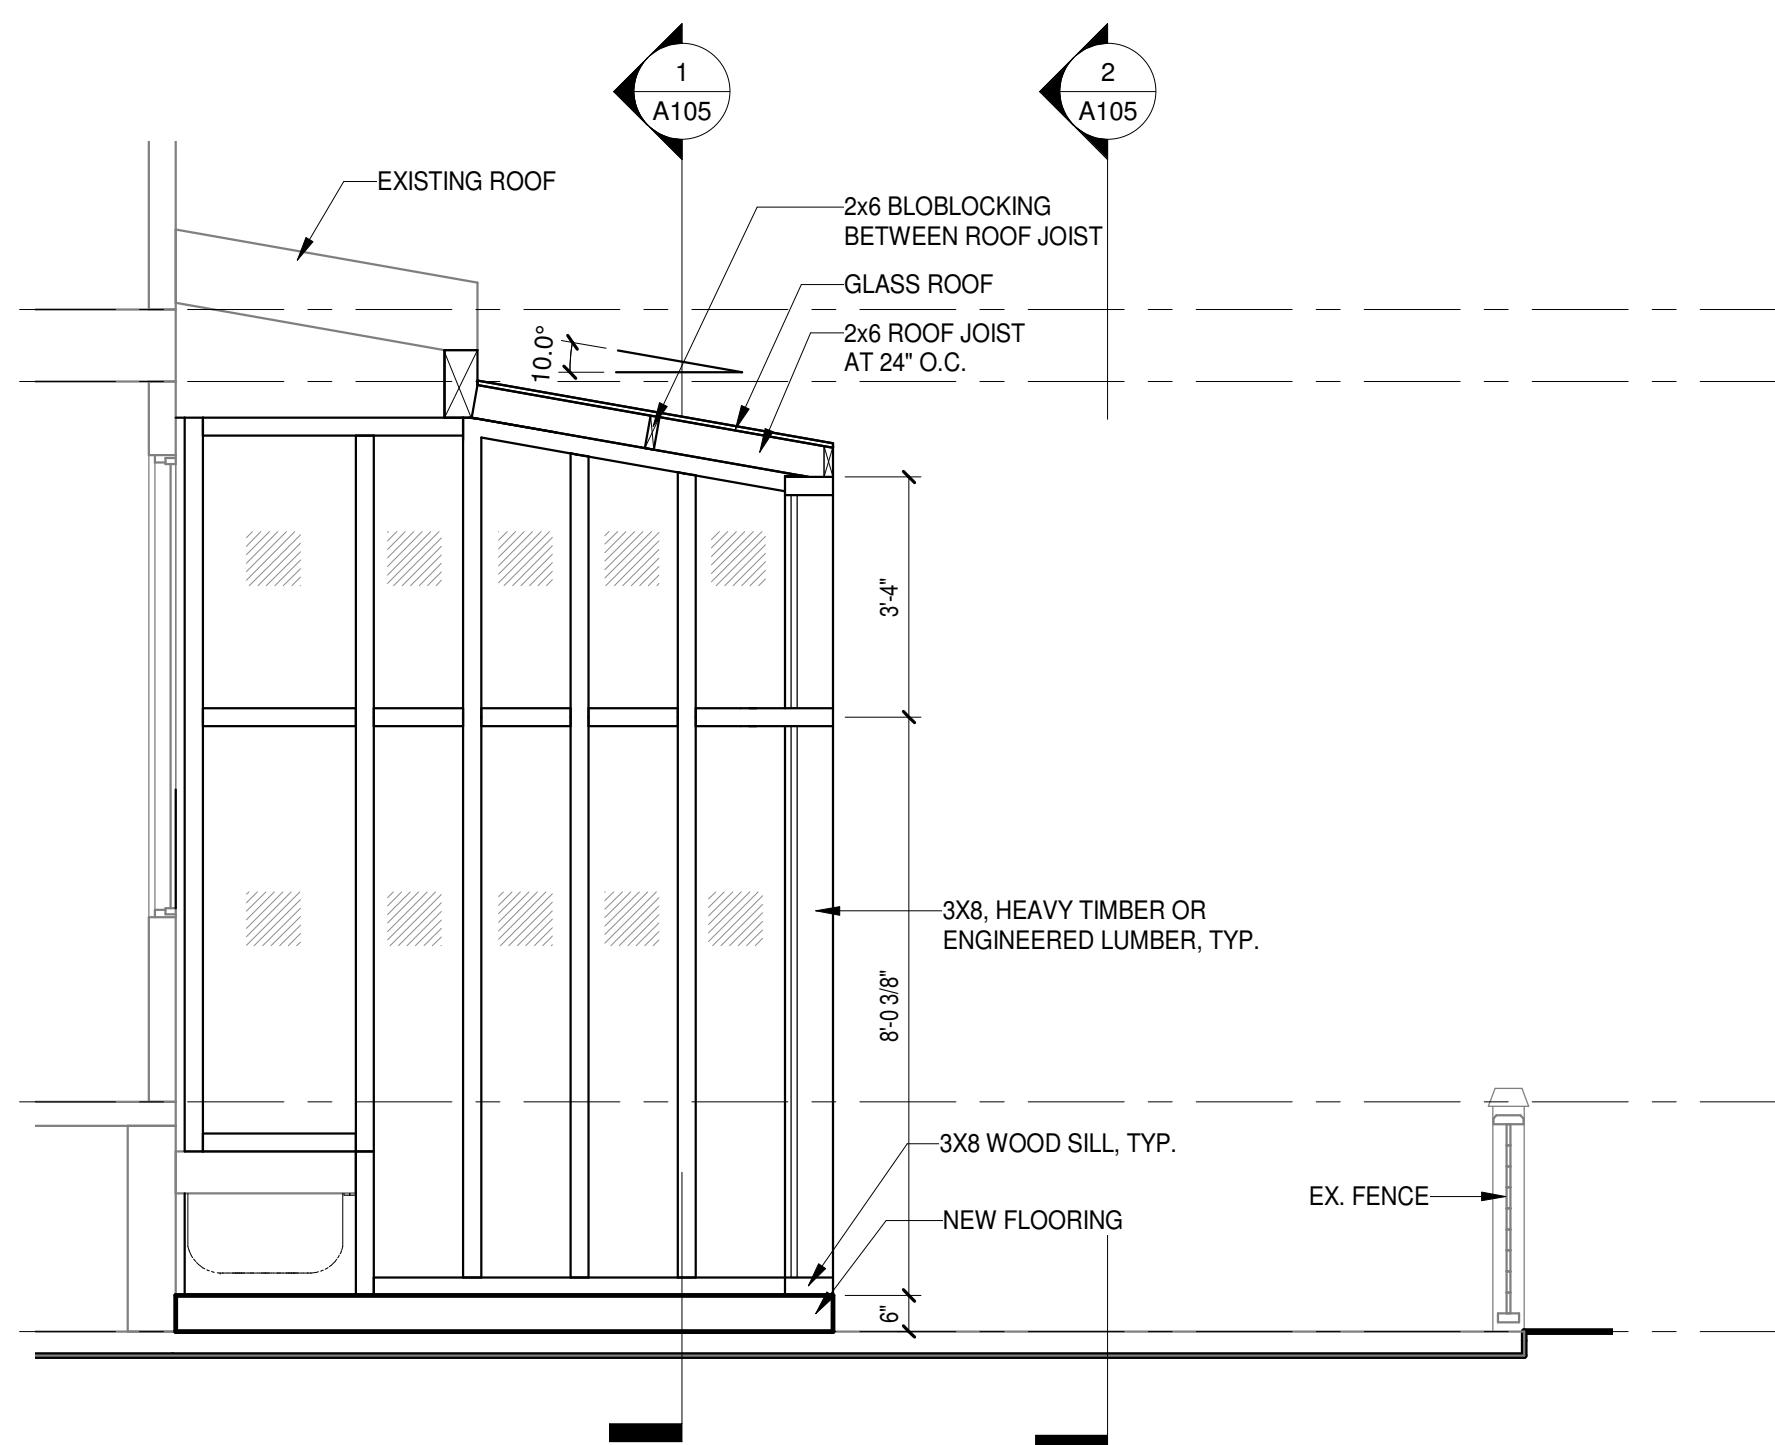 1
A105
2
A105
EXISTING ROOF
2x6 BLOBLOCKING
BETWEEN ROOF JOIST
GLASS ROOF
2x6 ROOF JOIST
AT 24" O.C.
10.0°
3'-4"
3X8, HEAVY TIMBER OR
ENGINEERED LUMBER, TYP.
8'-0 3/8"
3X8 WOOD SILL, TYP.
EX. FENCE
NEW FLOORING
6"